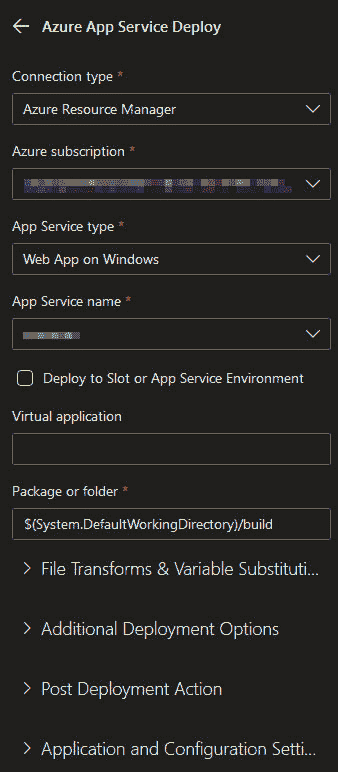 Azure App Service Deploy
Connection type *
Azure Resource Manager
Azure subscription *
App Service type *
Web App on Windows
App Service name *
Deploy to Slot or App Service Environment
Virtual application
Package or folder *
$(System.DefaultWorkingDirectory)/build
File Transforms & Variable Substituti...
Additional Deployment Options
Post Deployment Action
Application and Configuration Setti...